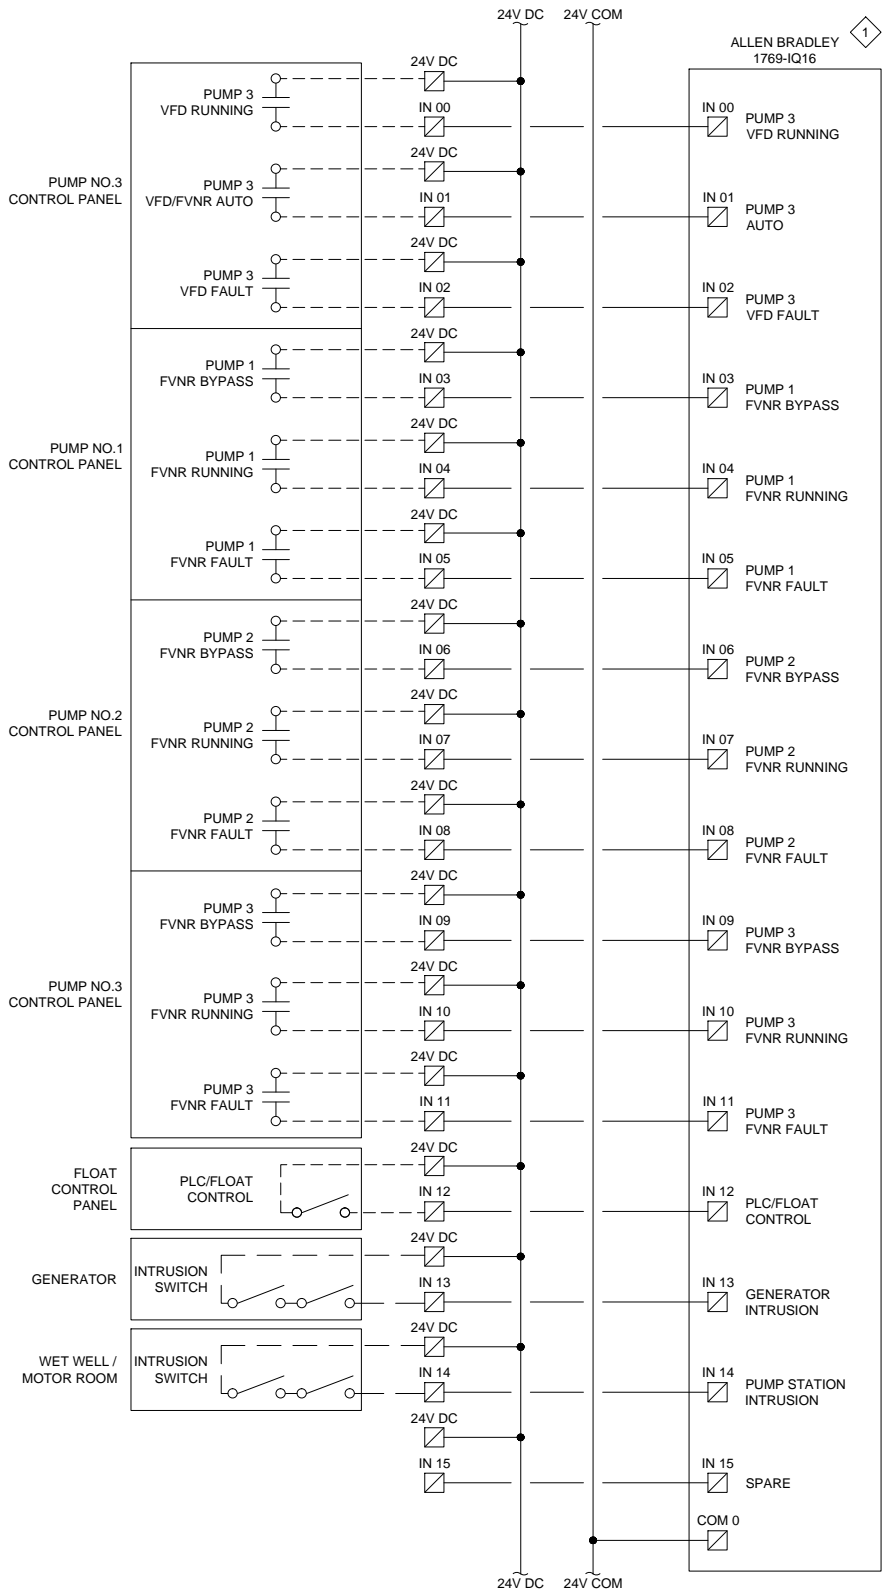 24V DC 24V COM
1
ALLEN BRADLEY
1769-IQ16
24V DC
PUMP 3
VFD RUNNING
IN 00
IN 00
PUMP 3
VFD RUNNING
PUMP NO.3
CONTROL PANEL
24V DC
PUMP 3
VFD/FVNR AUTO
IN 01
IN 01
PUMP 3
AUTO
24V DC
PUMP 3
VFD FAULT
IN 02
IN 02
PUMP 3
VFD FAULT
24V DC
PUMP 1
FVNR BYPASS
IN 03
IN 03
PUMP 1
FVNR BYPASS
PUMP NO.1
CONTROL PANEL
24V DC
PUMP 1
FVNR RUNNING
IN 04
IN 04
PUMP 1
FVNR RUNNING
24V DC
PUMP 1
FVNR FAULT
IN 05
IN 05
PUMP 1
FVNR FAULT
24V DC
PUMP 2
FVNR BYPASS
IN 06
IN 06
PUMP 2
FVNR BYPASS
PUMP NO.2
CONTROL PANEL
24V DC
PUMP 2
FVNR RUNNING
IN 07
IN 07
PUMP 2
FVNR RUNNING
24V DC
PUMP 2
FVNR FAULT
IN 08
IN 08
PUMP 2
FVNR FAULT
24V DC
PUMP 3
FVNR BYPASS
IN 09
IN 09
PUMP 3
FVNR BYPASS
PUMP NO.3
CONTROL PANEL
24V DC
PUMP 3
FVNR RUNNING
IN 10
IN 10
PUMP 3
FVNR RUNNING
24V DC
PUMP 3
FVNR FAULT
IN 11
IN 11
PUMP 3
FVNR FAULT
FLOAT
CONTROL
PANEL
24V DC
PLC/FLOAT
CONTROL
IN 12
IN 12
PLC/FLOAT
CONTROL
GENERATOR
24V DC
INTRUSION
SWITCH
IN 13
IN 13
GENERATOR
INTRUSION
WET WELL /
MOTOR ROOM
24V DC
INTRUSION
SWITCH
IN 14
IN 14
PUMP STATION
INTRUSION
24V DC
IN 15
IN 15
SPARE
COM 0
24V DC 24V COM